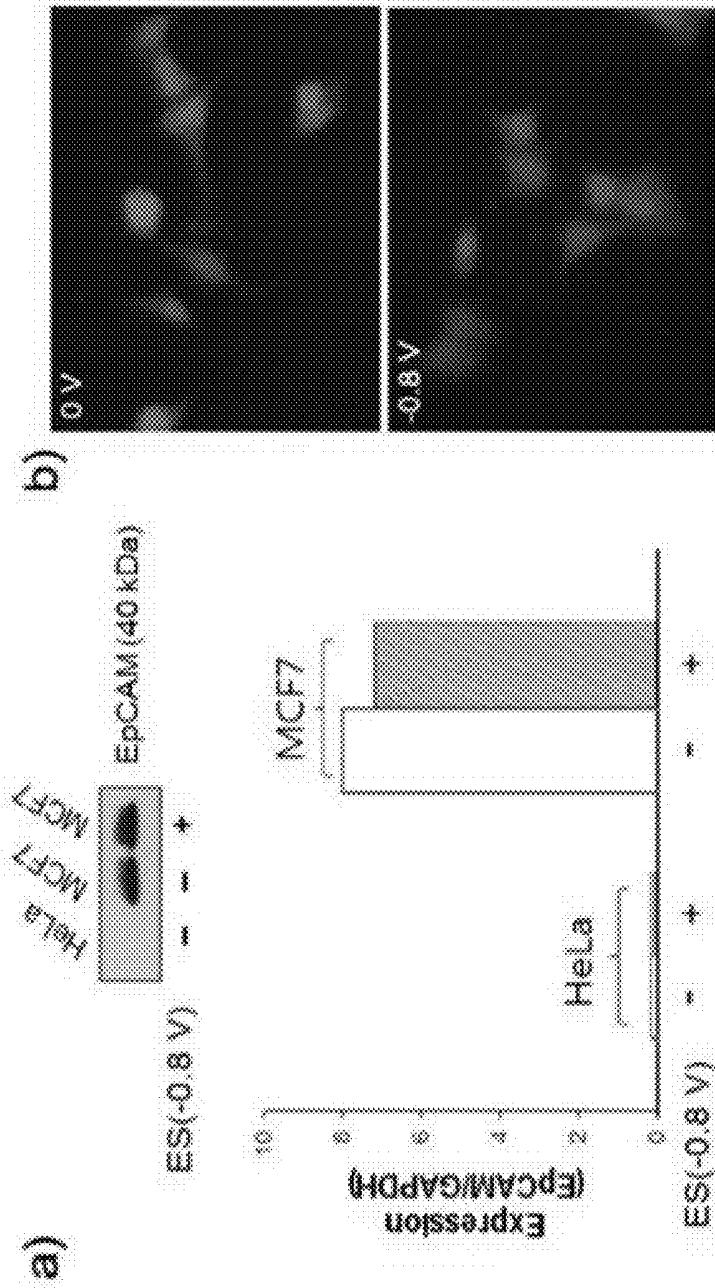 a)
HeLa MCF7 MCF7
EpCAM (40 kDa)
ES(-0.8 V) - - +
Expression
(EpCAM/GAPDH)
10
8
6
4
2
0
HeLa
MCF7
ES(-0.8 V) - + - +
b)
0 V
-0.8 V